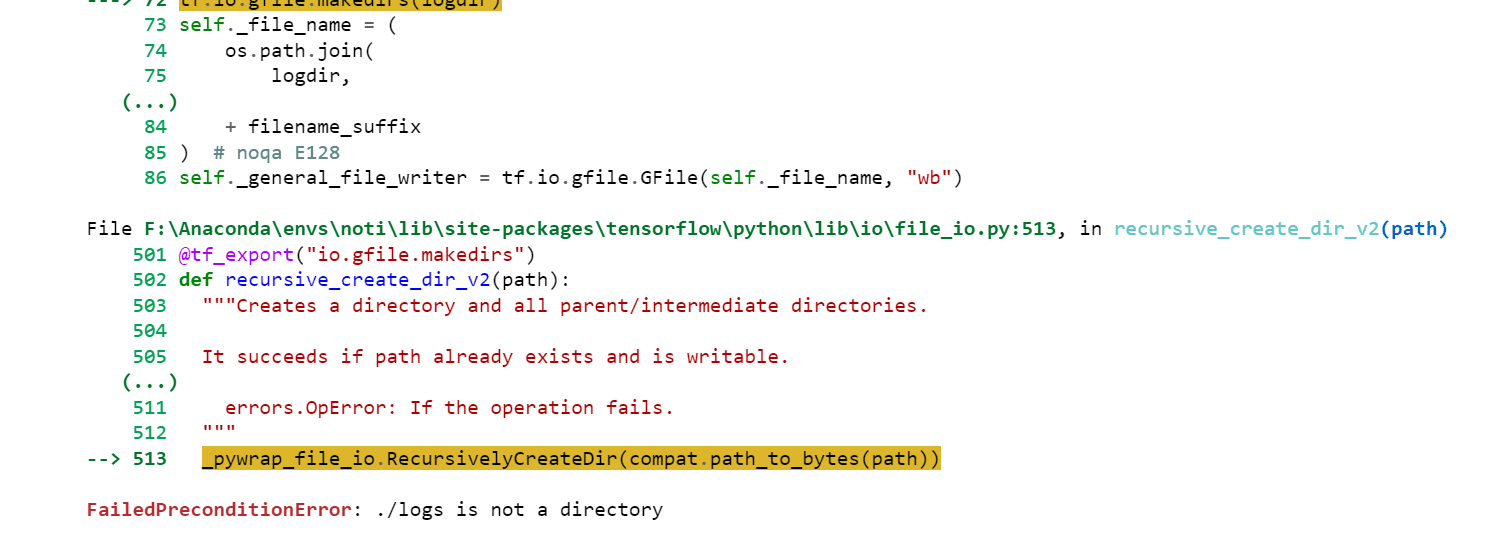 ---> 72 tf.io.gfile.makedirs(logdir)
73 self._file_name = (
74     os.path.join(
75         logdir,
(...)
84     + filename_suffix
85 )  # noqa E128
86 self._general_file_writer = tf.io.gfile.GFile(self._file_name, "wb")
File F:\Anaconda\envs\noti\lib\site-packages\tensorflow\python\lib\io\file_io.py:513, in recursive_create_dir_v2(path)
501 @tf_export("io.gfile.makedirs")
502 def recursive_create_dir_v2(path):
503   """Creates a directory and all parent/intermediate directories.
504
505   It succeeds if path already exists and is writable.
(...)
511     errors.OpError: If the operation fails.
512   """
--> 513   _pywrap_file_io.RecursivelyCreateDir(compat.path_to_bytes(path))
FailedPreconditionError: ./logs is not a directory